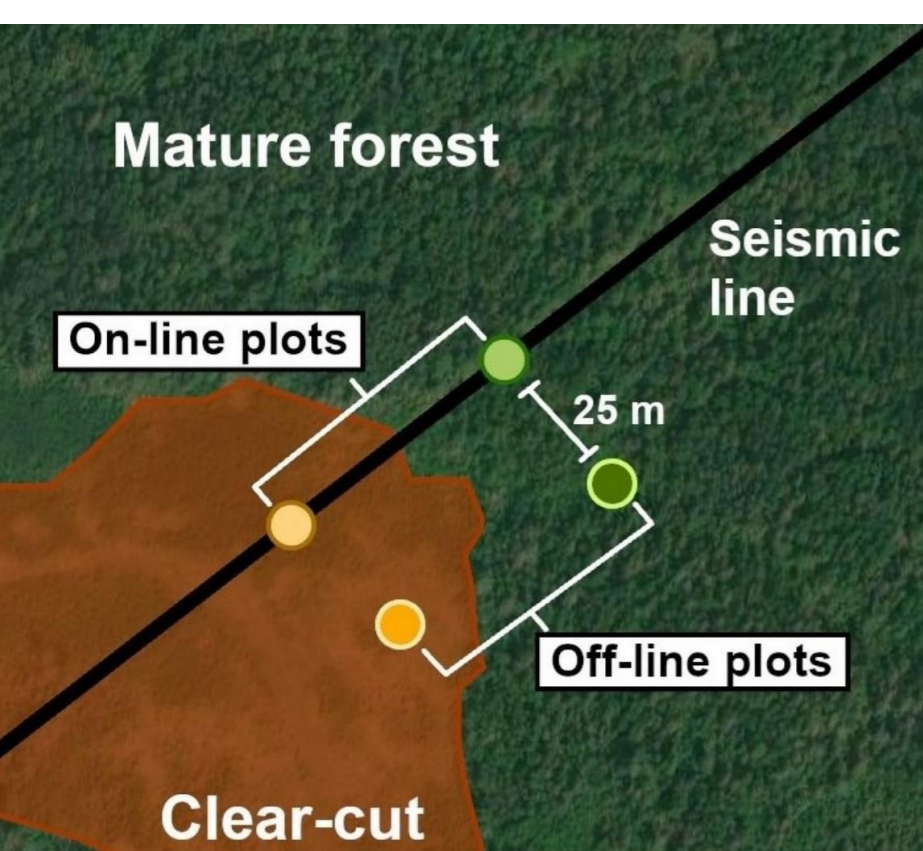 Mature forest
Seismic
line
On-line plots
25 m
Off-line plots
Clear-cut